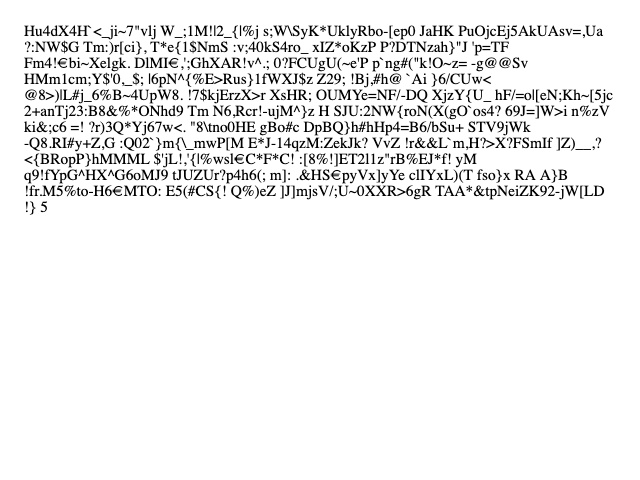 Hu4dX4H`<_ji~7"vlj W_;1M!|2_{|%j s;W\SyK*UklyRbo-[ep0 JaHK PuOjcEj5AkUAsv=,Ua
?:NW$G Tm:)r[ci}, T*e{1$NmS :v;40kS4ro_ xIZ*oKzP P?DTNzah}"J 'p=TF
Fm4!€bi~Xelgk. DlMI€,';GhXAR!v^.; 0?FCUgU(~e'P p`ng#("k!O~z= -g@@Sv
HMm1cm;Y$'0,_$; |6pN^{%E>Rus}1fWXJ$z Z29; !Bj,#h@ `Ai }6/CUw<
@8>)|L#j_6%B~4UpW8. !7$kjErzX>r XsHR; OUMYe=NF/-DQ XjzY{U_ hF/=ol[eN;Kh~[5jc
2+anTj23:B8&%*ONhd9 Tm N6,Rcr!-ujM^}z H SJU:2NW{roN(X(gO`os4? 69J=]W>i n%zV
ki&;c6 =! ?r)3Q*Yj67w<. "8\tno0HE gBo#c DpBQ}h#hHp4=B6/bSu+ STV9jWk
-Q8.RI#y+Z,G :Q02`}m{\_mwP[M E*J-14qzM:ZekJk? VvZ !r&&L`m,H?>X?FSmIf ]Z)__,?
<{BRopP}hMMML $'jL!,'{|%wsl€C*F*C! :[8%!]ET2l1z"rB%EJ*f! yM
q9!fYpG^HX^G6oMJ9 tJUZUr?p4h6(; m]: .&HS€pyVx]yYe clIYxL)(T fso}x RA A}B
!fr.M5%to-H6€MTO: E5(#CS{! Q%)eZ ]J]mjsV/;U~0XXR>6gR TAA*&tpNeiZK92-jW[LD
!} 5